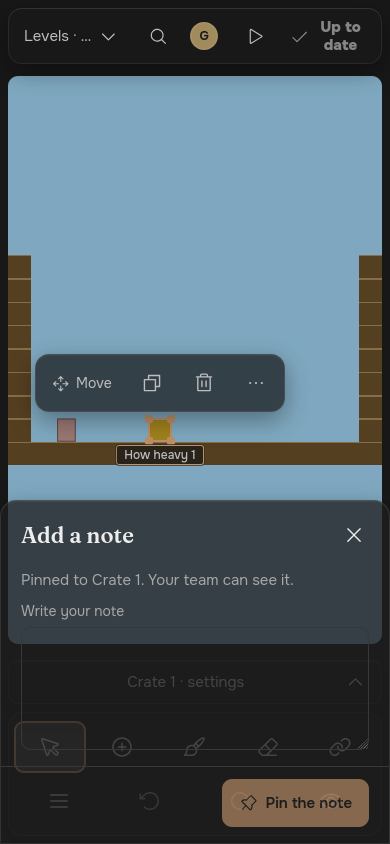 Levels · ...
G
Up to
date
Move
How heavy 1
Add a note
Pinned to Crate 1. Your team can see it.
Write your note
Crate 1 · settings
Pin the note